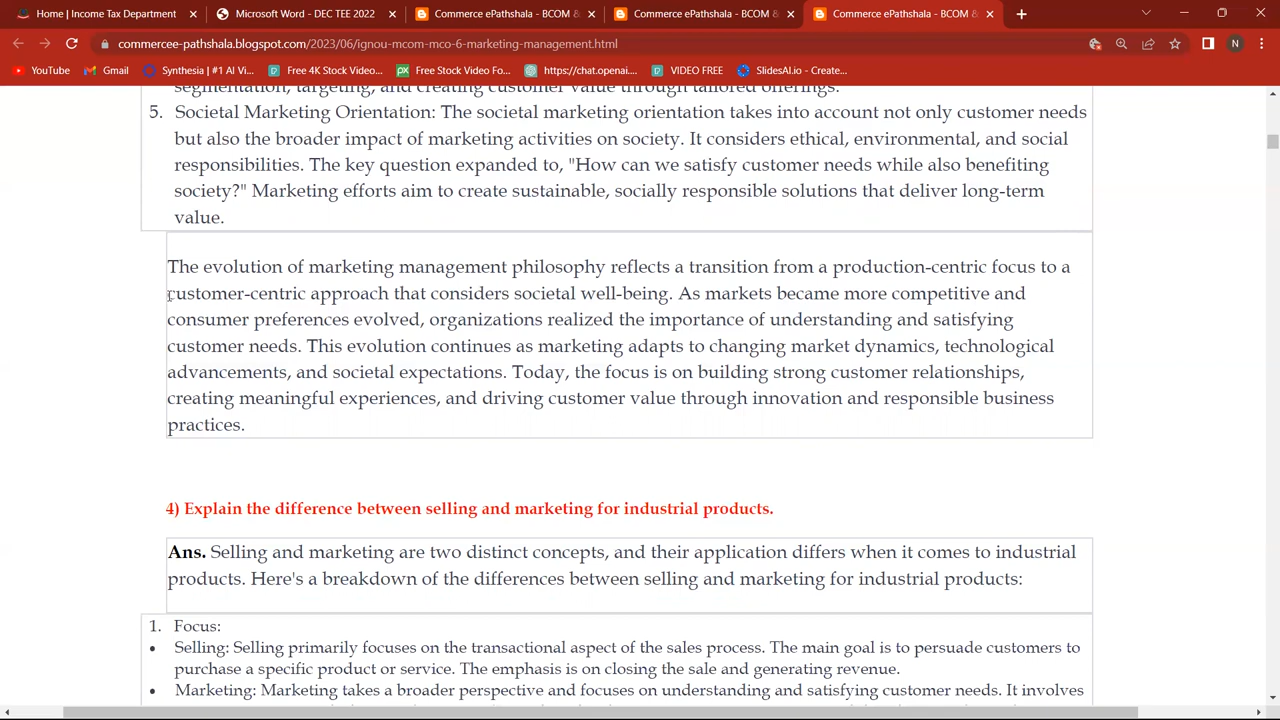 Home | Income Tax Department
Microsoft Word - DEC TEE 2022
Commerce ePathshala - BCOM &
Commerce ePathshala - BCOM &
Commerce ePathshala - BCOM &
commercee-pathshala.blogspot.com/2023/06/ignou-mcom-mco-6-marketing-management.html
N
YouTube
Gmail
Synthesia | #1 AI Vi...
Free 4K Stock Video...
Free Stock Video Fo...
https://chat.openai....
VIDEO FREE
SlidesAI.io - Create...
segmentation, targeting, and creating customer value through tailored offerings.
5. Societal Marketing Orientation: The societal marketing orientation takes into account not only customer needs
but also the broader impact of marketing activities on society. It considers ethical, environmental, and social
responsibilities. The key question expanded to, "How can we satisfy customer needs while also benefiting
society?" Marketing efforts aim to create sustainable, socially responsible solutions that deliver long-term
value.
The evolution of marketing management philosophy reflects a transition from a production-centric focus to a
customer-centric approach that considers societal well-being. As markets became more competitive and
consumer preferences evolved, organizations realized the importance of understanding and satisfying
customer needs. This evolution continues as marketing adapts to changing market dynamics, technological
advancements, and societal expectations. Today, the focus is on building strong customer relationships,
creating meaningful experiences, and driving customer value through innovation and responsible business
practices.
4) Explain the difference between selling and marketing for industrial products.
Ans. Selling and marketing are two distinct concepts, and their application differs when it comes to industrial
products. Here's a breakdown of the differences between selling and marketing for industrial products:
1. Focus:
• Selling: Selling primarily focuses on the transactional aspect of the sales process. The main goal is to persuade customers to
purchase a specific product or service. The emphasis is on closing the sale and generating revenue.
• Marketing: Marketing takes a broader perspective and focuses on understanding and satisfying customer needs. It involves